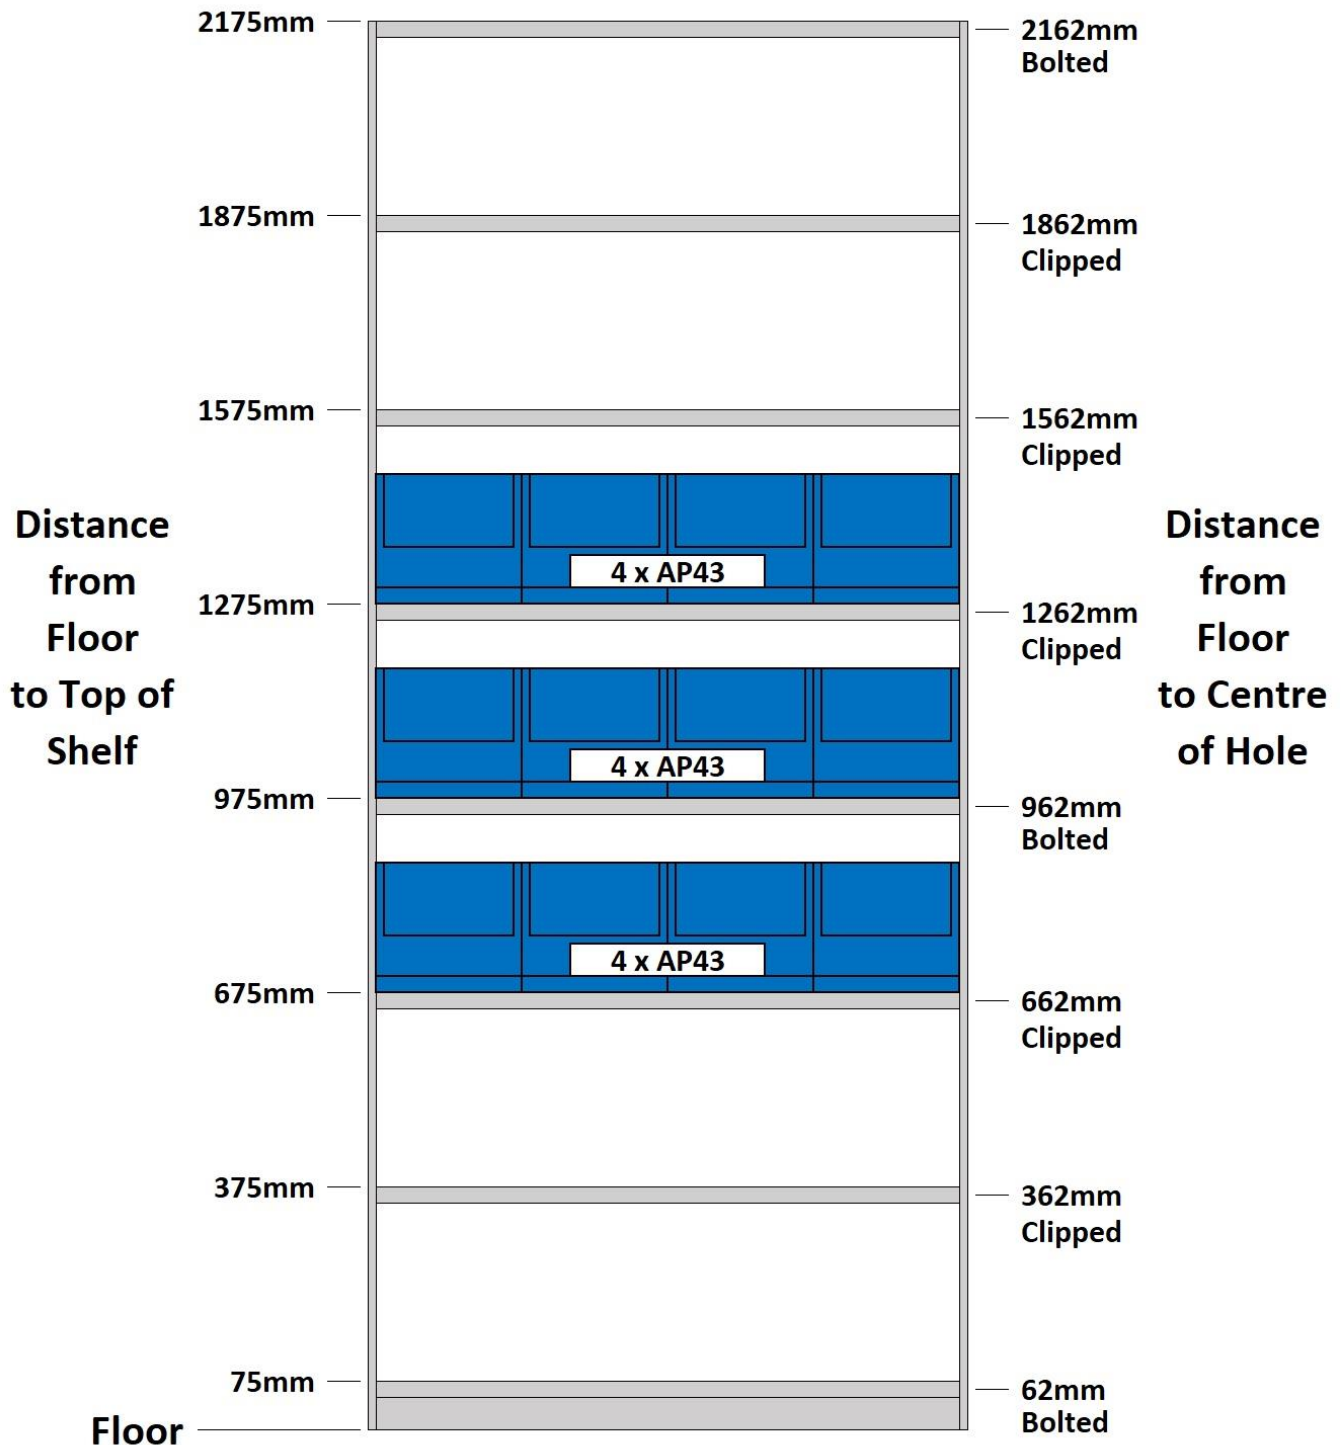 2175mm
2162mm
Bolted
1875mm
1862mm
Clipped
1575mm
1562mm
Clipped
Distance
from
Floor
to Top of
Shelf
Distance
from
Floor
to Centre
of Hole
4 x AP43
1275mm
1262mm
Clipped
4 x AP43
975mm
962mm
Bolted
4 x AP43
675mm
662mm
Clipped
375mm
362mm
Clipped
75mm
62mm
Bolted
Floor